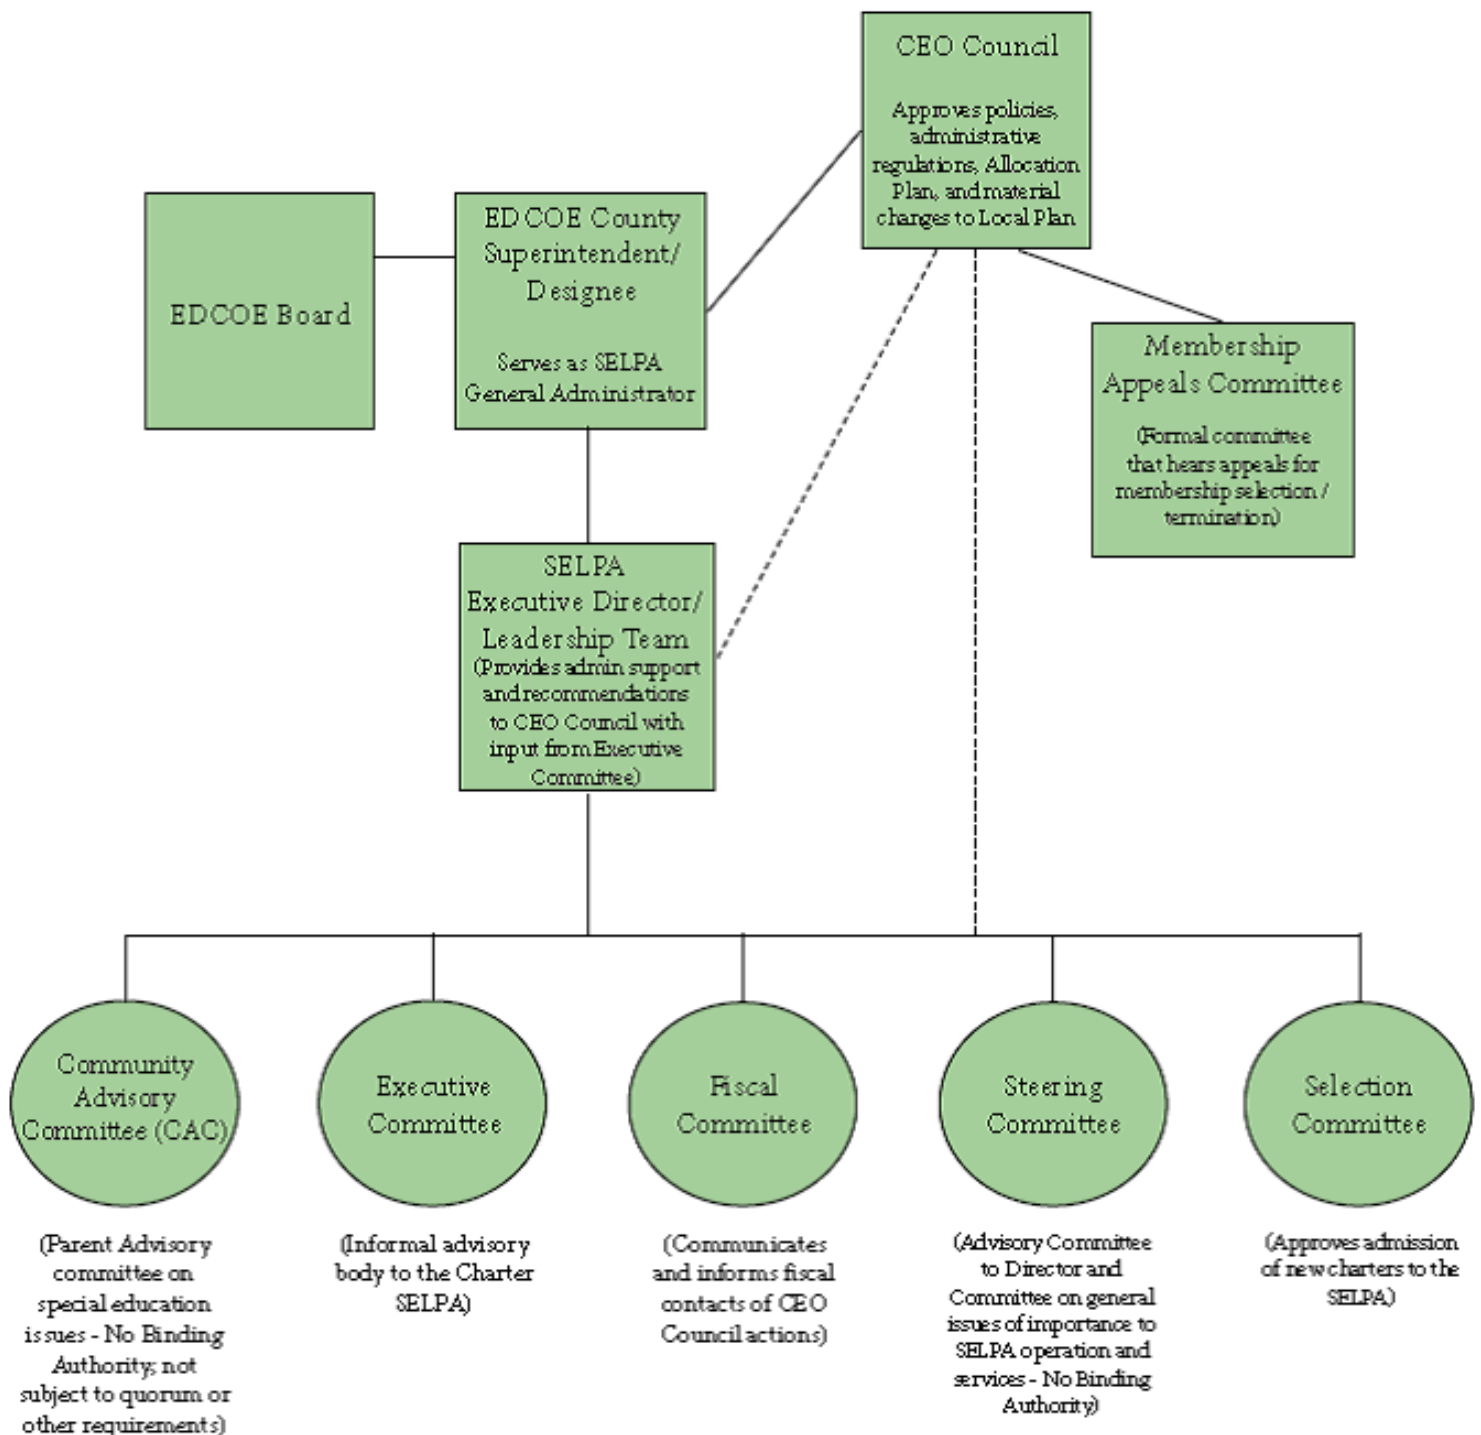 CEO Council
Approves policies,
administrative
regulations, Allocation
Plan, and material
changes to Local Plan
EDCOE Board
EDCOE County
Superintendent/
Designee
Serves as SELPA
General Administrator
Membership
Appeals Committee
(Formal committee
that hears appeals for
membership selection /
termination)
SELPA
Executive Director/
Leadership Team
(Provides admin support
and recommendations
to CEO Council with
input from Executive
Committee)
Community
Advisory
Committee (CAC)
(Parent Advisory
committee on
special education
issues - No Binding
Authority; not
subject to quorum or
other requirements)
Executive
Committee
(Informal advisory
body to the Charter
SELPA)
Fiscal
Committee
(Communicates
and informs fiscal
contacts of CEO
Council actions)
Steering
Committee
(Advisory Committee
to Director and
Committee on general
issues of importance to
SELPA operation and
services - No Binding
Authority)
Selection
Committee
(Approves admission
of new charters to the
SELPA)